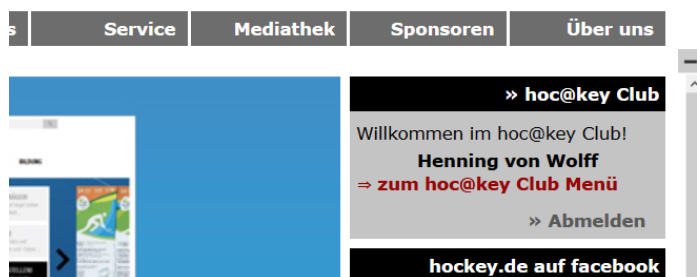 s Service Mediathek Sponsoren Über uns
» hoc@key Club
Willkommen im hoc@key Club!
Henning von Wolff
⇒ zum hoc@key Club Menü
» Abmelden
BILDUNG
hockey.de auf facebook